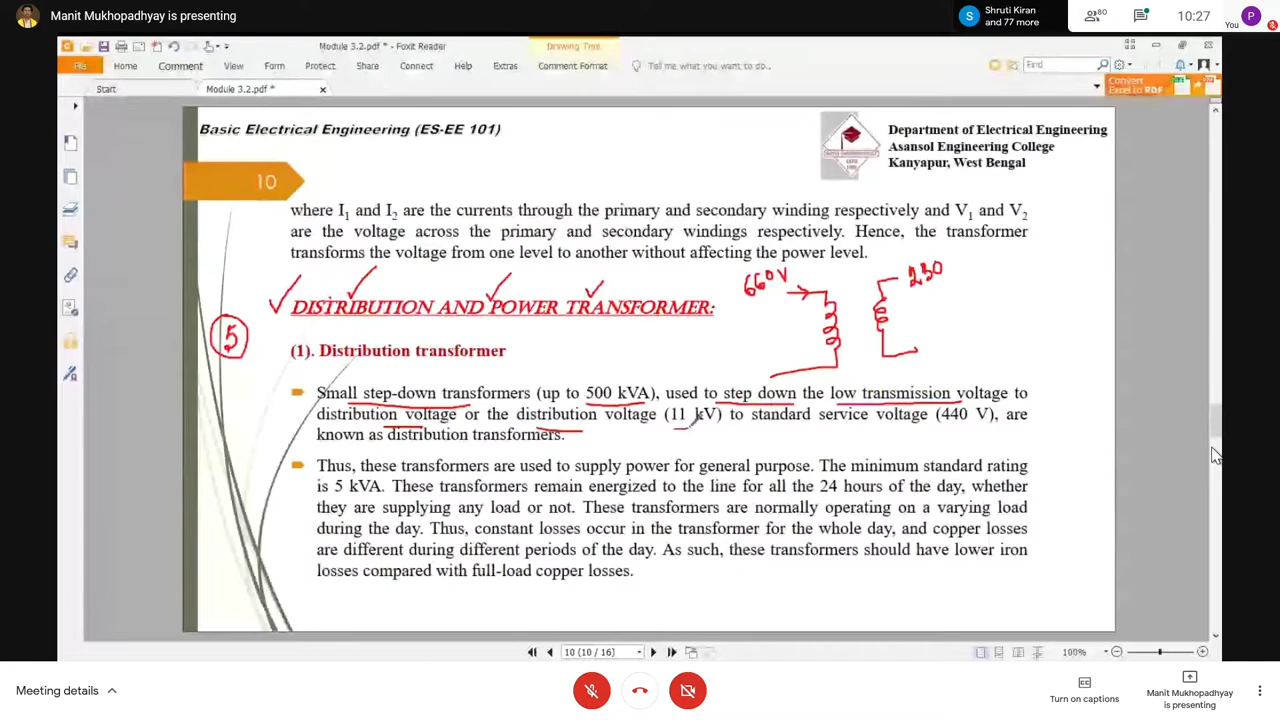 Manit Mukhopadhyay is presenting
S Shruti Kiran
and 77 more
80
10:27
P
You
Module 3.2.pdf * - Foxit Reader
Drawing Tool
File Home Comment View Form Protect Share Connect Help Extras Comment Format Tell me what you want to do...
Find
Start Module 3.2.pdf *
Convert
Excel to PDF
Basic Electrical Engineering (ES-EE 101)
Department of Electrical Engineering
Asansol Engineering College
Kanyapur, West Bengal
10
where I1 and I2 are the currents through the primary and secondary winding respectively and V1 and V2
are the voltage across the primary and secondary windings respectively. Hence, the transformer
transforms the voltage from one level to another without affecting the power level.
660V
230
DISTRIBUTION AND POWER TRANSFORMER:
5
(1). Distribution transformer
Small step-down transformers (up to 500 kVA), used to step down the low transmission voltage to
distribution voltage or the distribution voltage (11 kV) to standard service voltage (440 V), are
known as distribution transformers.
Thus, these transformers are used to supply power for general purpose. The minimum standard rating
is 5 kVA. These transformers remain energized to the line for all the 24 hours of the day, whether
they are supplying any load or not. These transformers are normally operating on a varying load
during the day. Thus, constant losses occur in the transformer for the whole day, and copper losses
are different during different periods of the day. As such, these transformers should have lower iron
losses compared with full-load copper losses.
10 (10 / 16)
100%
Meeting details
Turn on captions
Manit Mukhopadhyay
is presenting